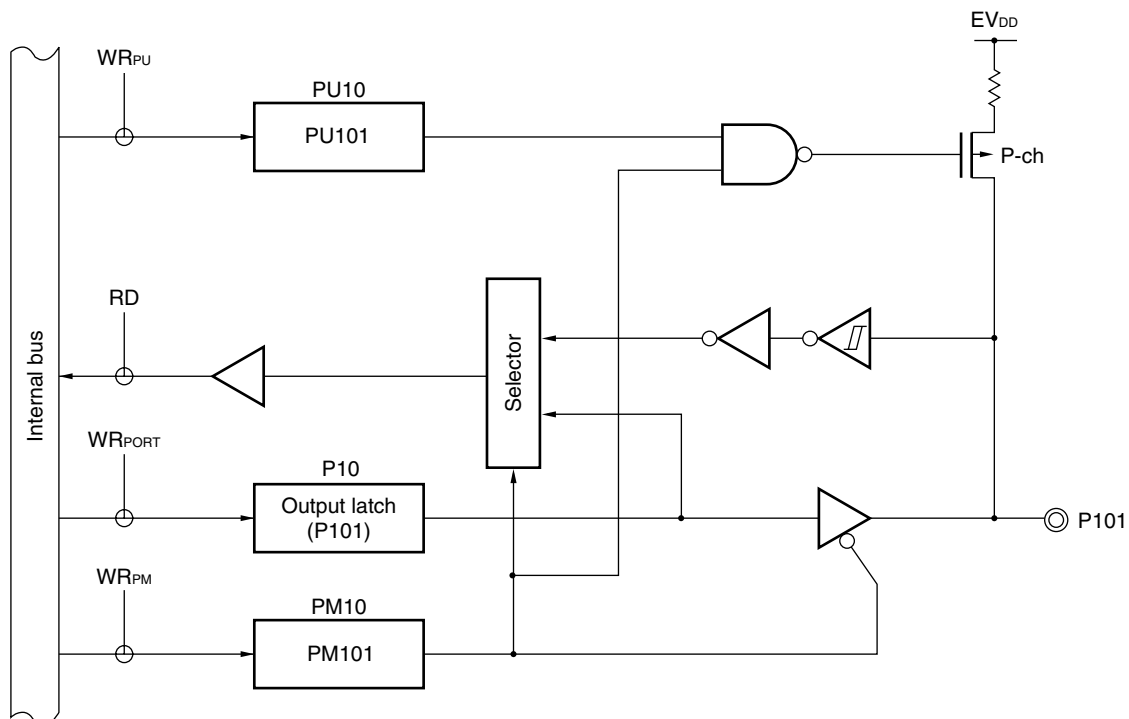 EVDD
WRPU
PU10
PU101
P-ch
RD
Selector
Internal bus
WRPORT
P10
Output latch
(P101)
P101
WRPM
PM10
PM101